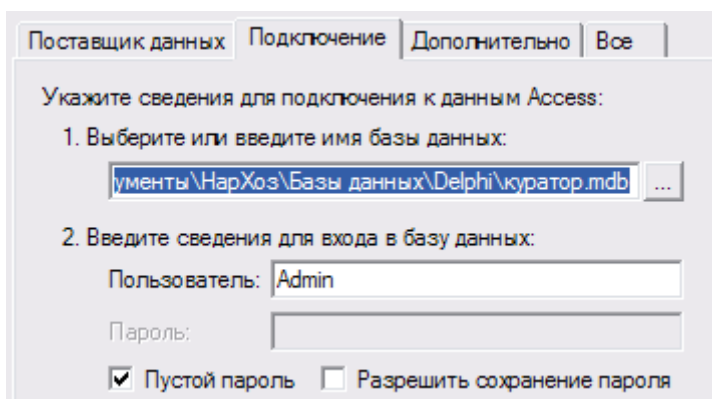 Поставщик данных Подключение Дополнительно Все
Укажите сведения для подключения к данным Access:
1. Выберите или введите имя базы данных:
ументы\НарХоз\Базы данных\Delphi\куратор.mdb ...
2. Введите сведения для входа в базу данных:
Пользователь: Admin
Пароль:
Пустой пароль Разрешить сохранение пароля